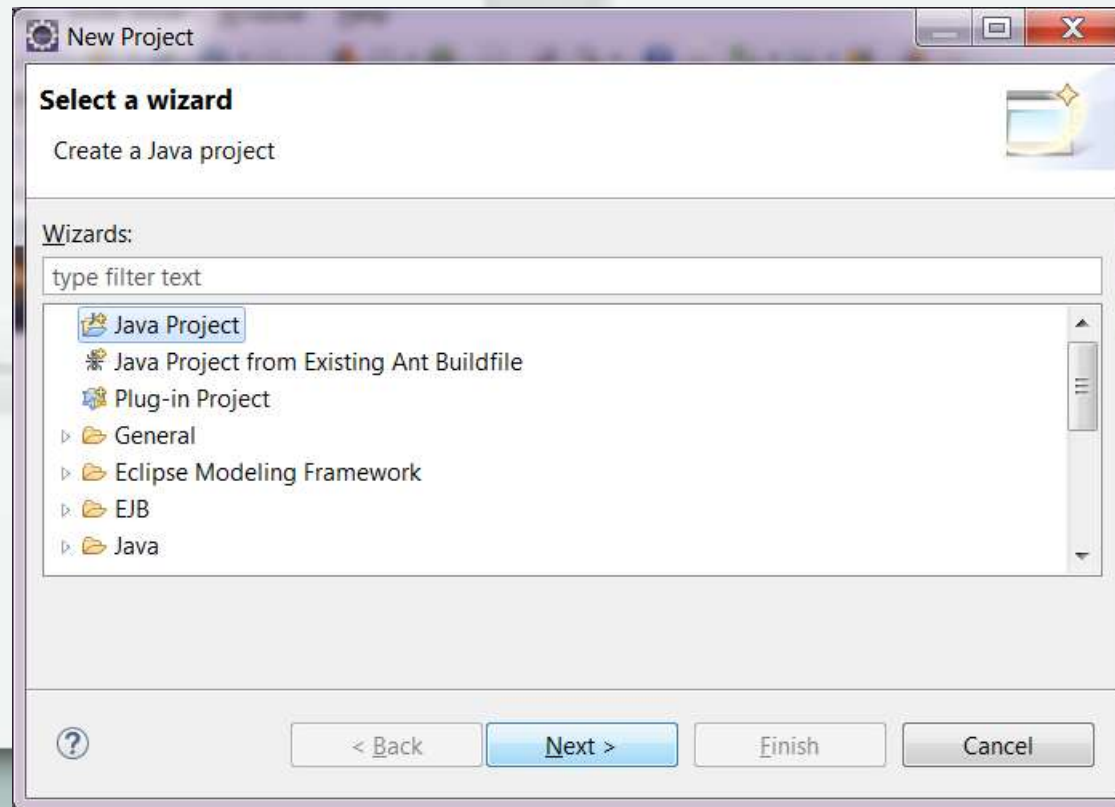 New Project
Select a wizard
Create a Java project
Wizards:
type filter text
Java Project
Java Project from Existing Ant Buildfile
Plug-in Project
General
Eclipse Modeling Framework
EJB
Java
< Back Next > Finish Cancel